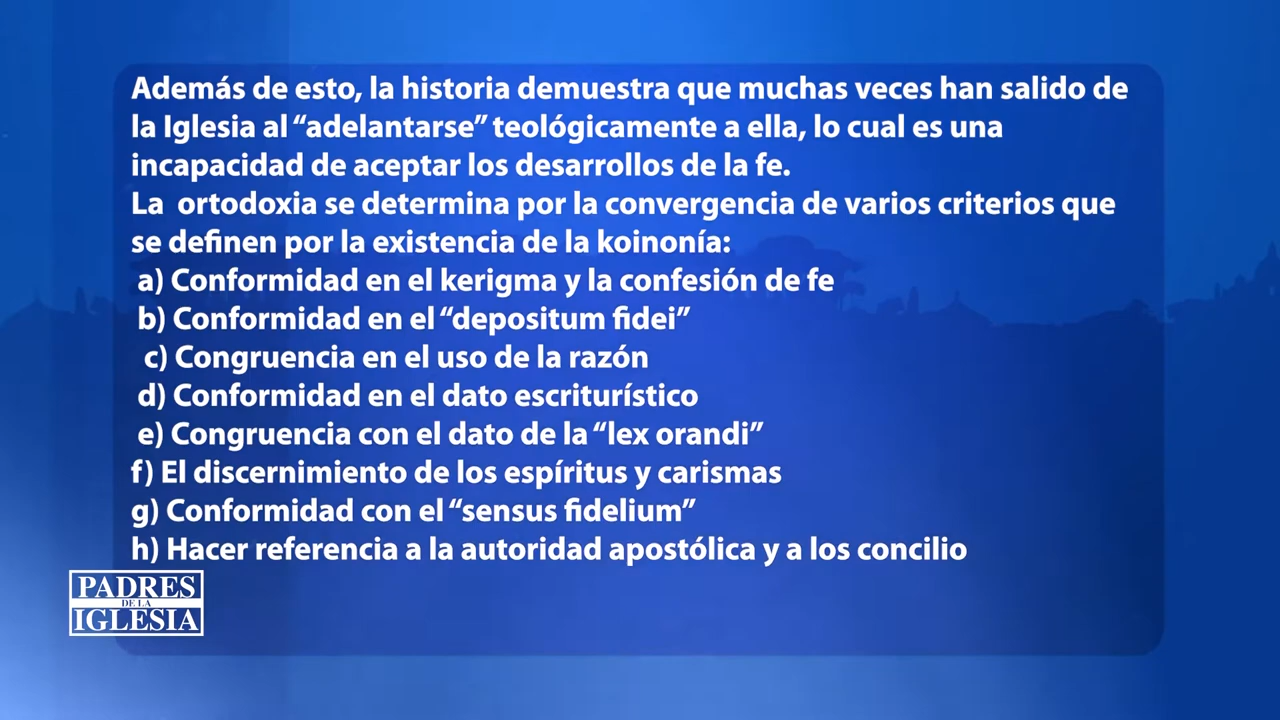 Además de esto, la historia demuestra que muchas veces han salido de
la Iglesia al “adelantarse” teológicamente a ella, lo cual es una
incapacidad de aceptar los desarrollos de la fe.
La  ortodoxia se determina por la convergencia de varios criterios que
se definen por la existencia de la koinonía:
a) Conformidad en el kerigma y la confesión de fe
b) Conformidad en el “depositum fidei”
c) Congruencia en el uso de la razón
d) Conformidad en el dato escriturístico
e) Congruencia con el dato de la “lex orandi”
f) El discernimiento de los espíritus y carismas
g) Conformidad con el “sensus fidelium”
h) Hacer referencia a la autoridad apostólica y a los concilio
PADRES
DE LA
IGLESIA